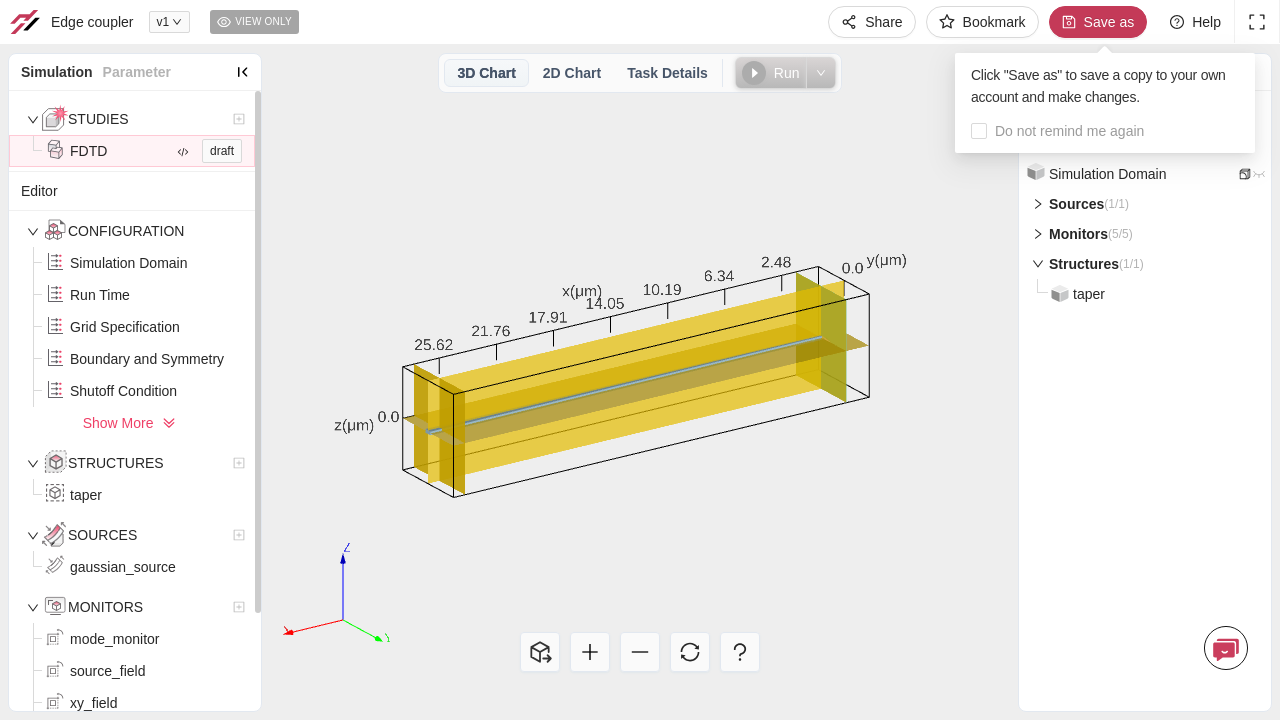 Edge coupler
v1
VIEW ONLY
Share
Bookmark
Save as
Help
Click "Save as" to save a copy to your own
account and make changes.
Do not remind me again
Simulation
Parameter
STUDIES
FDTD
</>
draft
Editor
CONFIGURATION
Simulation Domain
Run Time
Grid Specification
Boundary and Symmetry
Shutoff Condition
Show More
STRUCTURES
taper
SOURCES
gaussian_source
MONITORS
mode_monitor
source_field
xy_field
3D Chart
2D Chart
Task Details
Run
x(μm)
25.62
21.76
17.91
14.05
10.19
6.34
2.48
0.0
y(μm)
z(μm)
0.0
Z
X
Y
Simulation Domain
Sources(1/1)
Monitors(5/5)
Structures(1/1)
taper